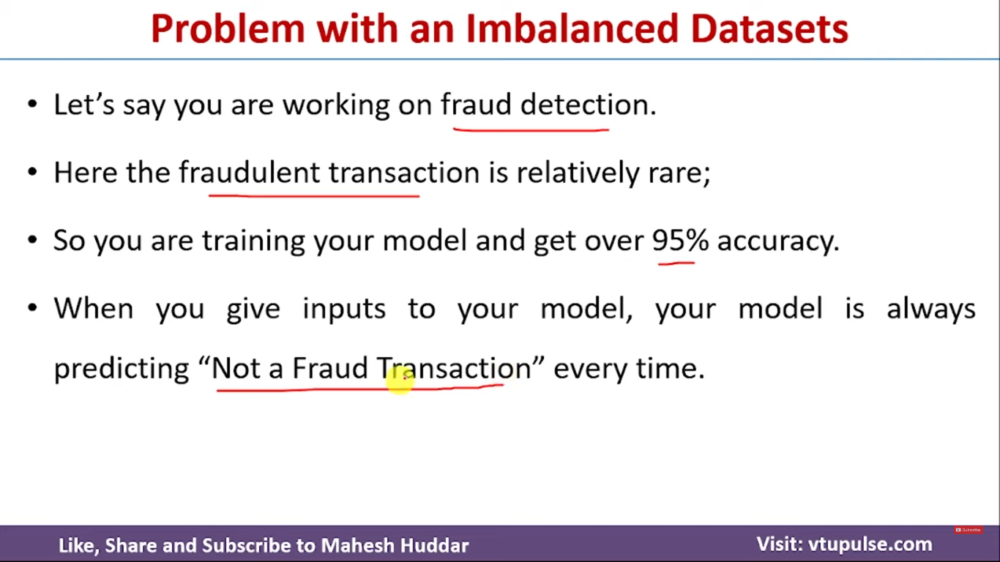 Problem with an Imbalanced Datasets
• Let’s say you are working on fraud detection.
• Here the fraudulent transaction is relatively rare;
• So you are training your model and get over 95% accuracy.
• When you give inputs to your model, your model is always
predicting “Not a Fraud Transaction” every time.
Subscribe
Like, Share and Subscribe to Mahesh Huddar
Visit: vtupulse.com